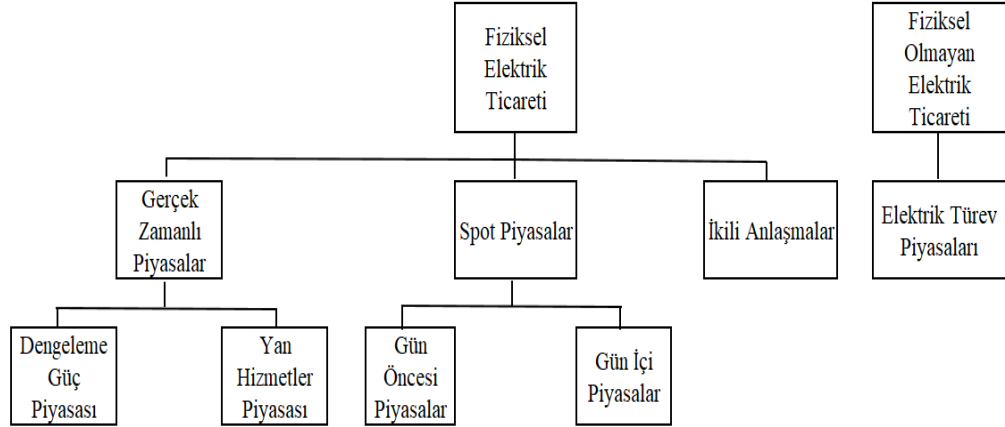 Fiziksel
Elektrik
Ticareti
Fiziksel
Olmayan
Elektrik
Ticareti
Gerçek
Zamanlı
Piyasalar
Spot Piyasalar
İkili Anlaşmalar
Elektrik Türev
Piyasaları
Dengeleme
Güç
Piyasası
Yan
Hizmetler
Piyasası
Gün
Öncesi
Piyasalar
Gün İçi
Piyasalar